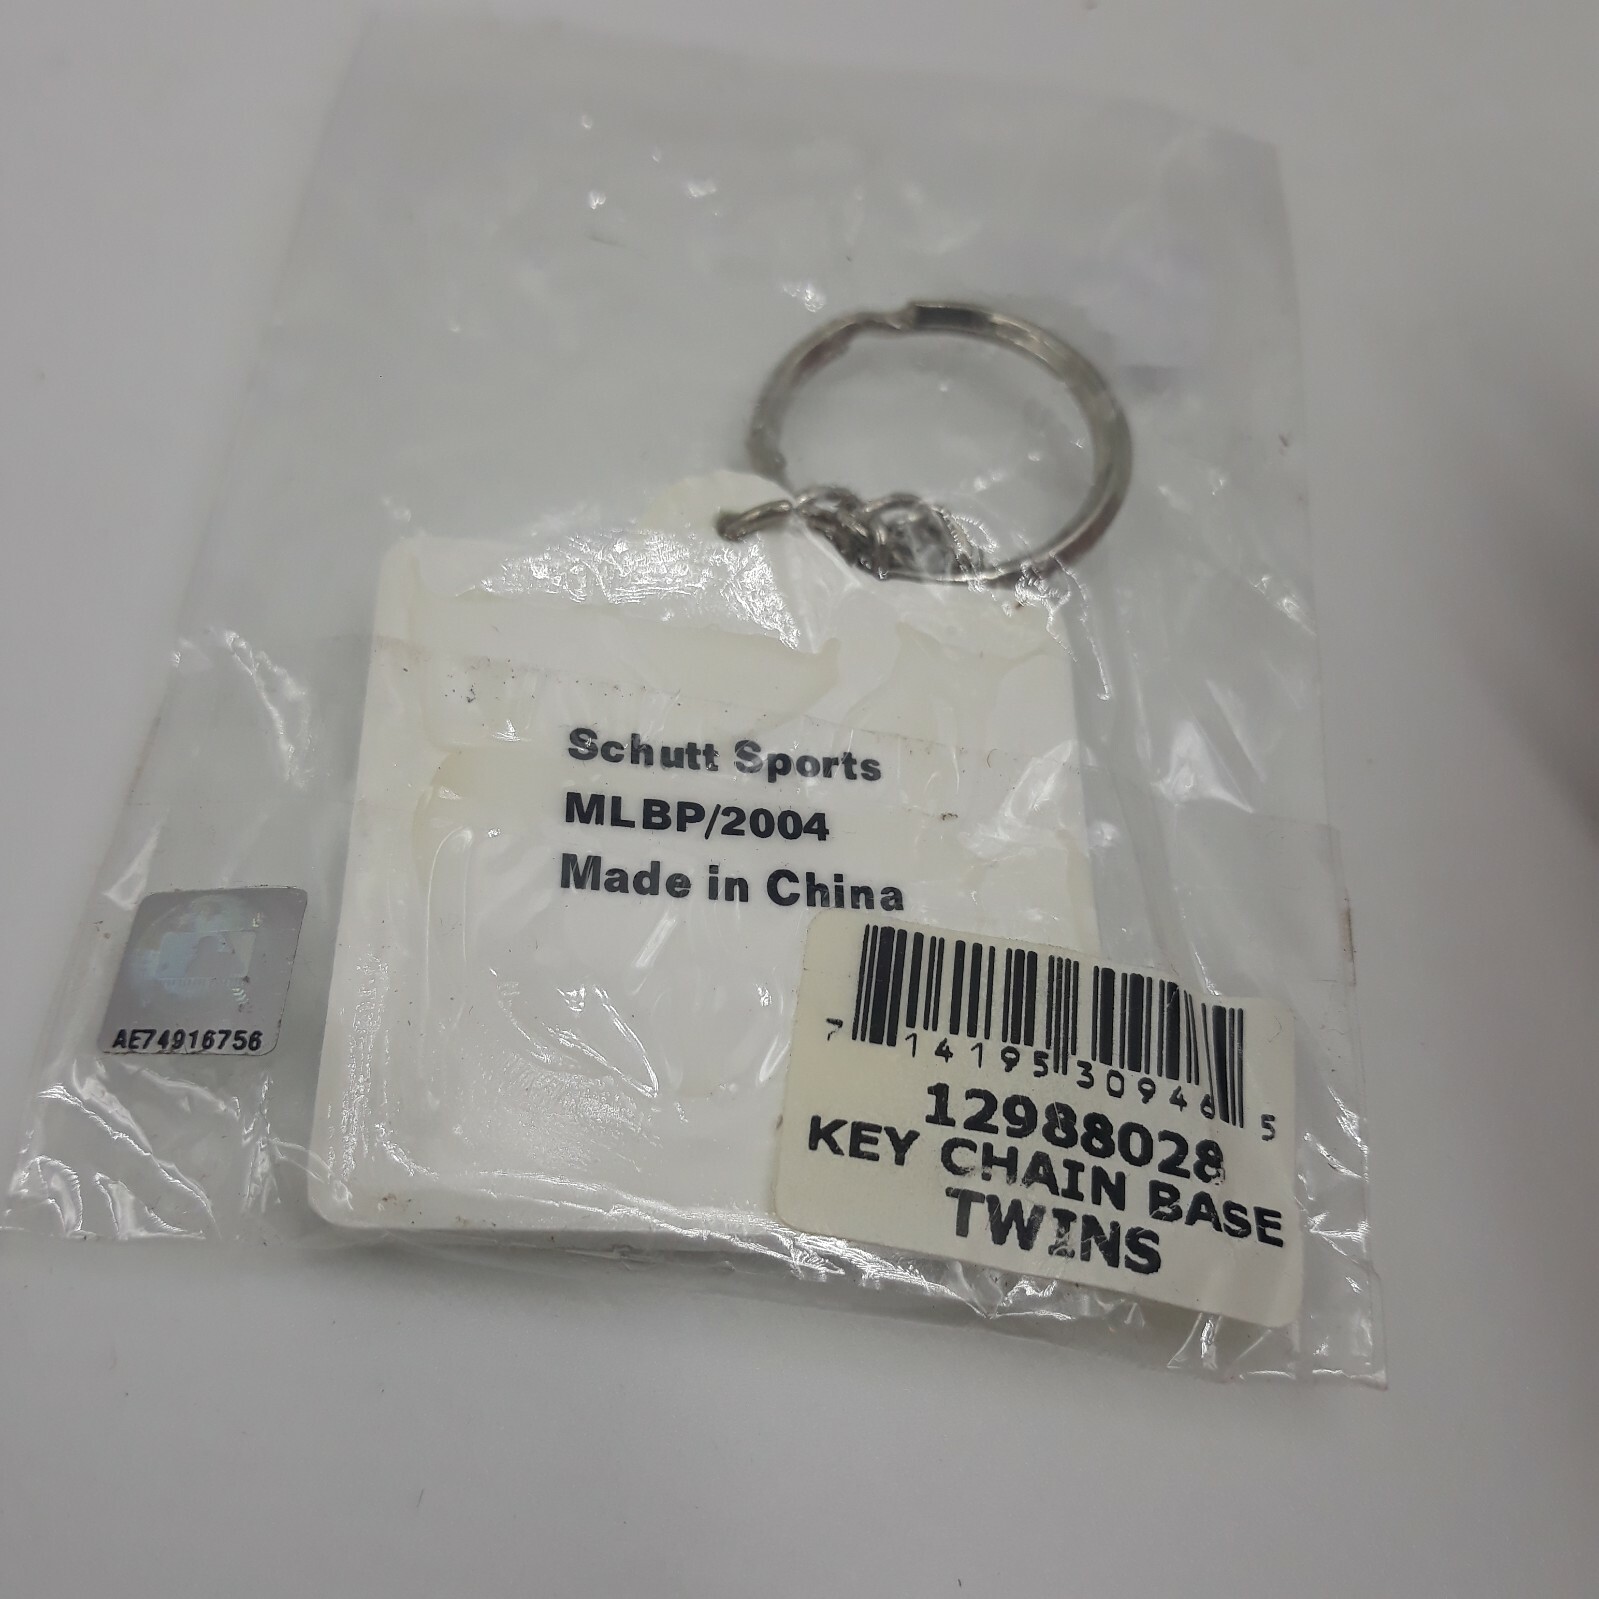 Schutt Sports
MLBP/2004
Made in China
AE74916756
7 14195 30946 5
12988028
KEY CHAIN BASE
TWINS